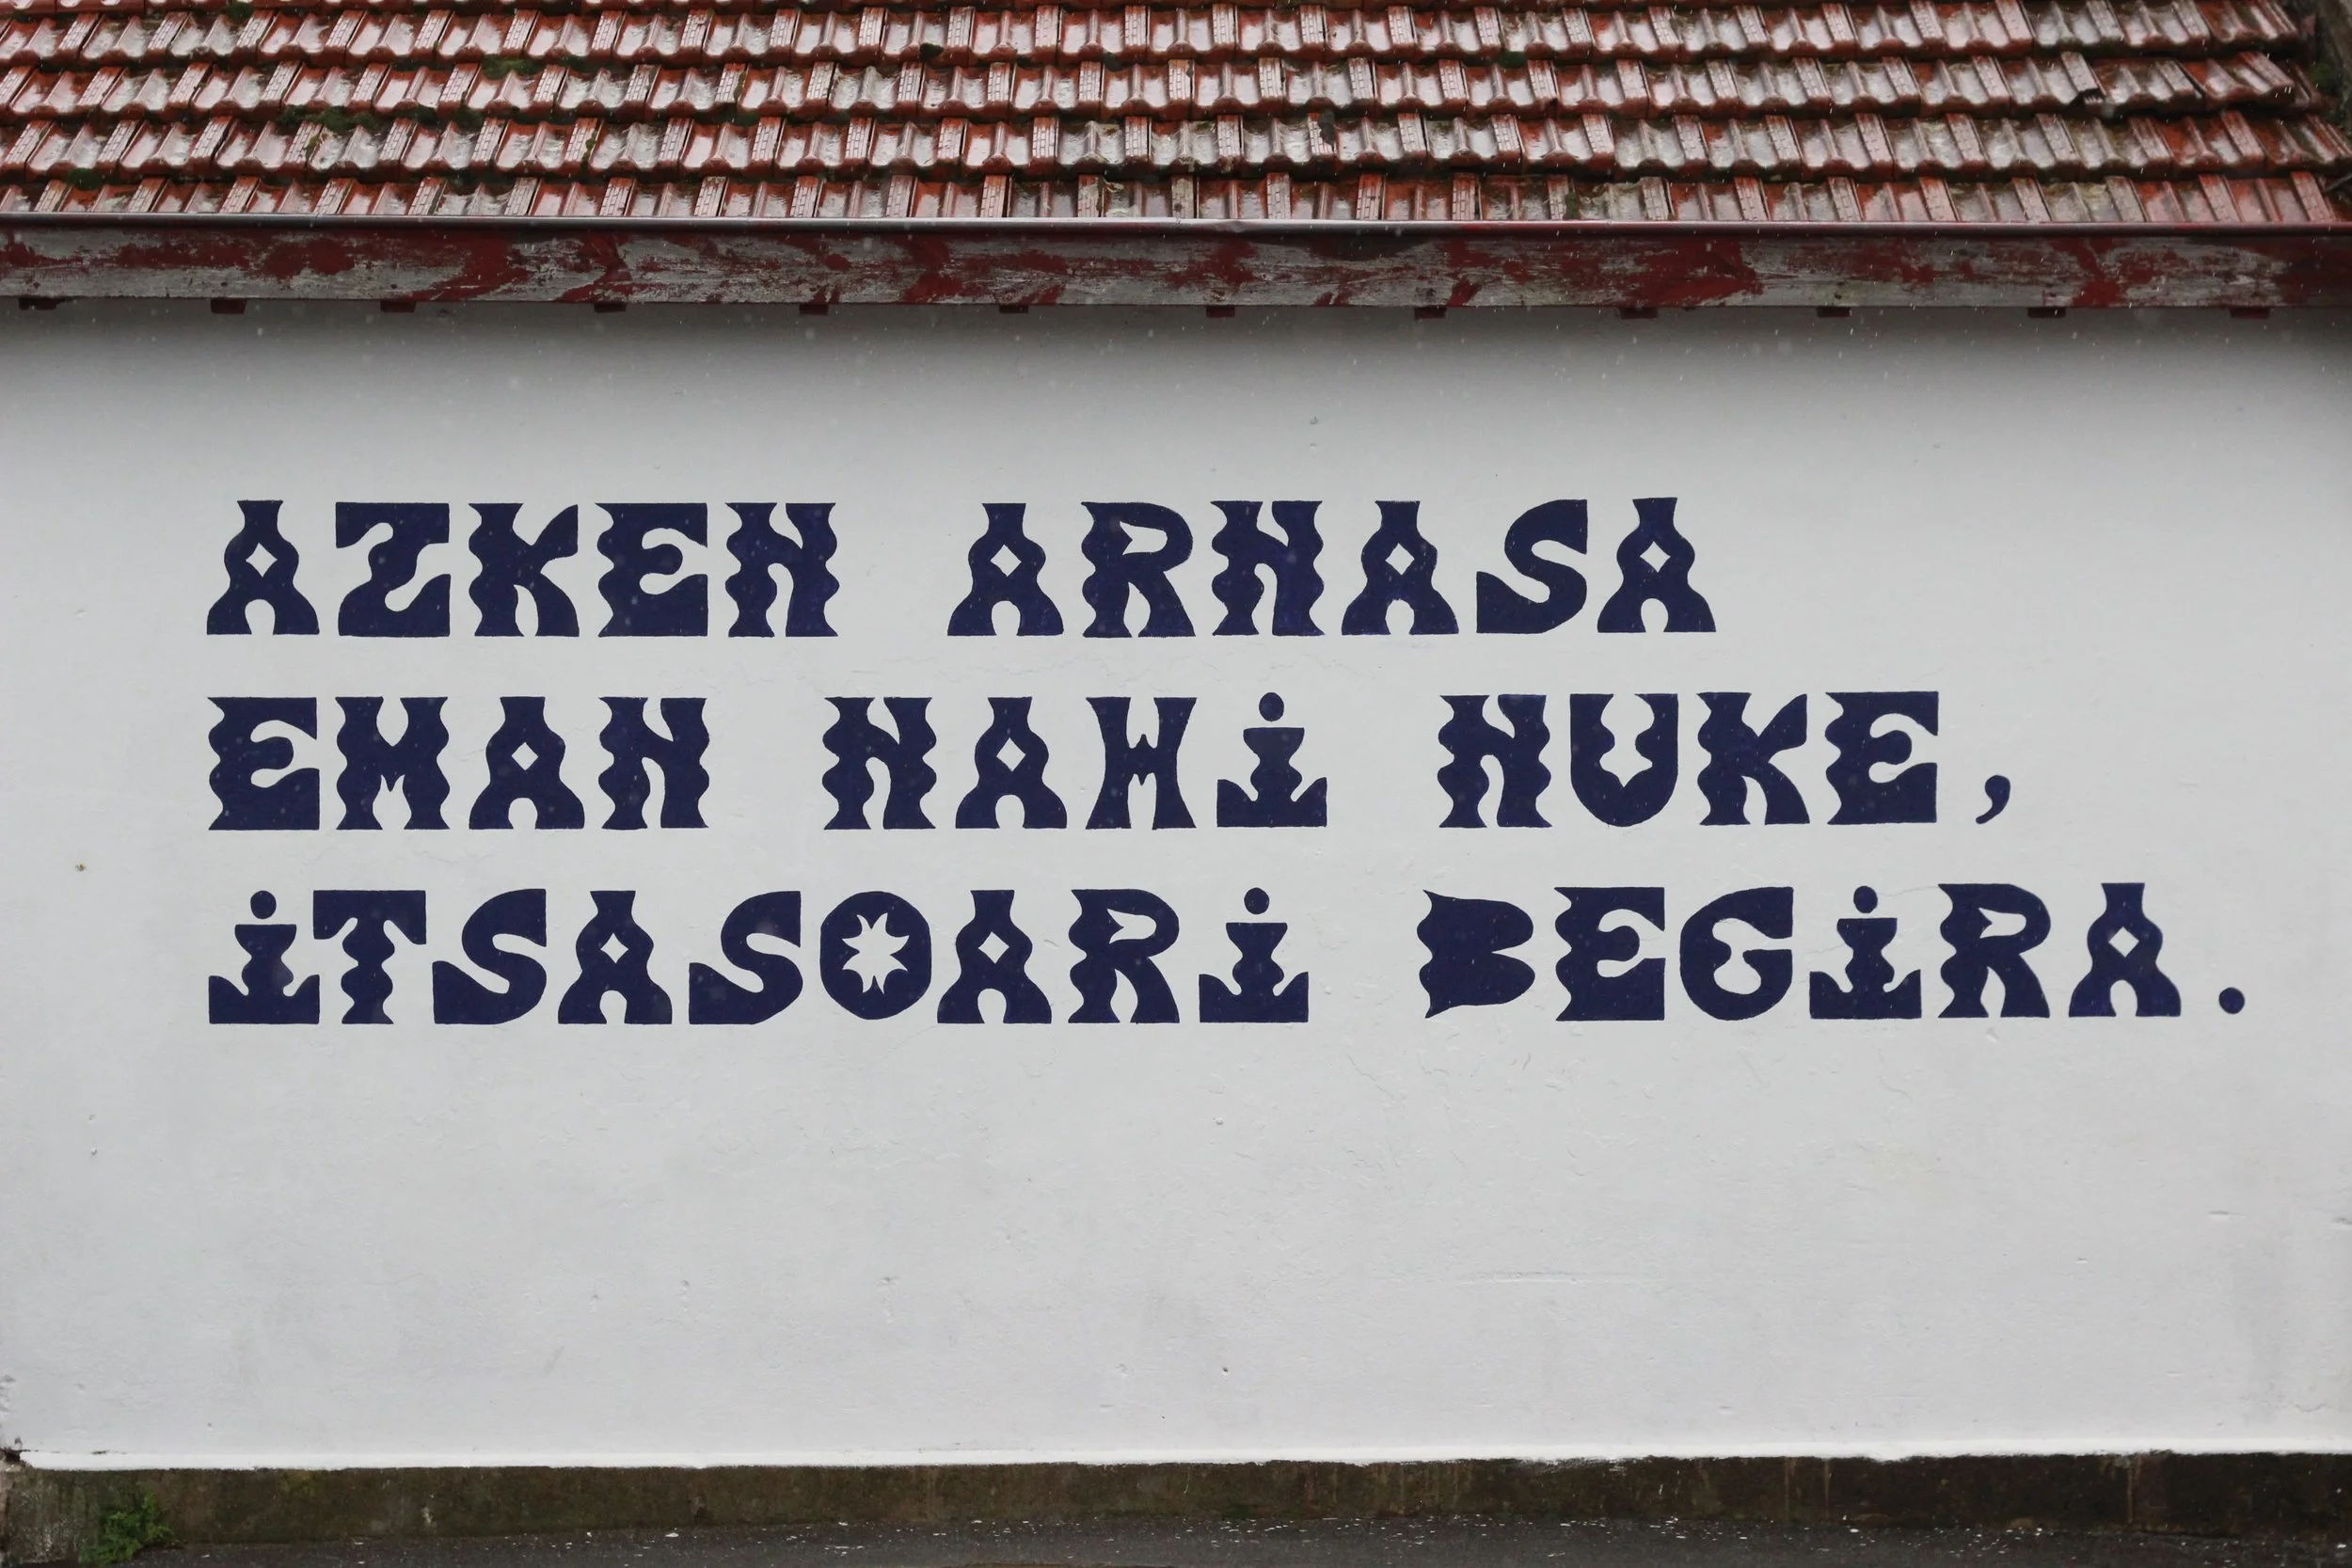 AZKEN ARNASA
EMAN NAHi NUKE,
iTSASOARi BEGiRA.